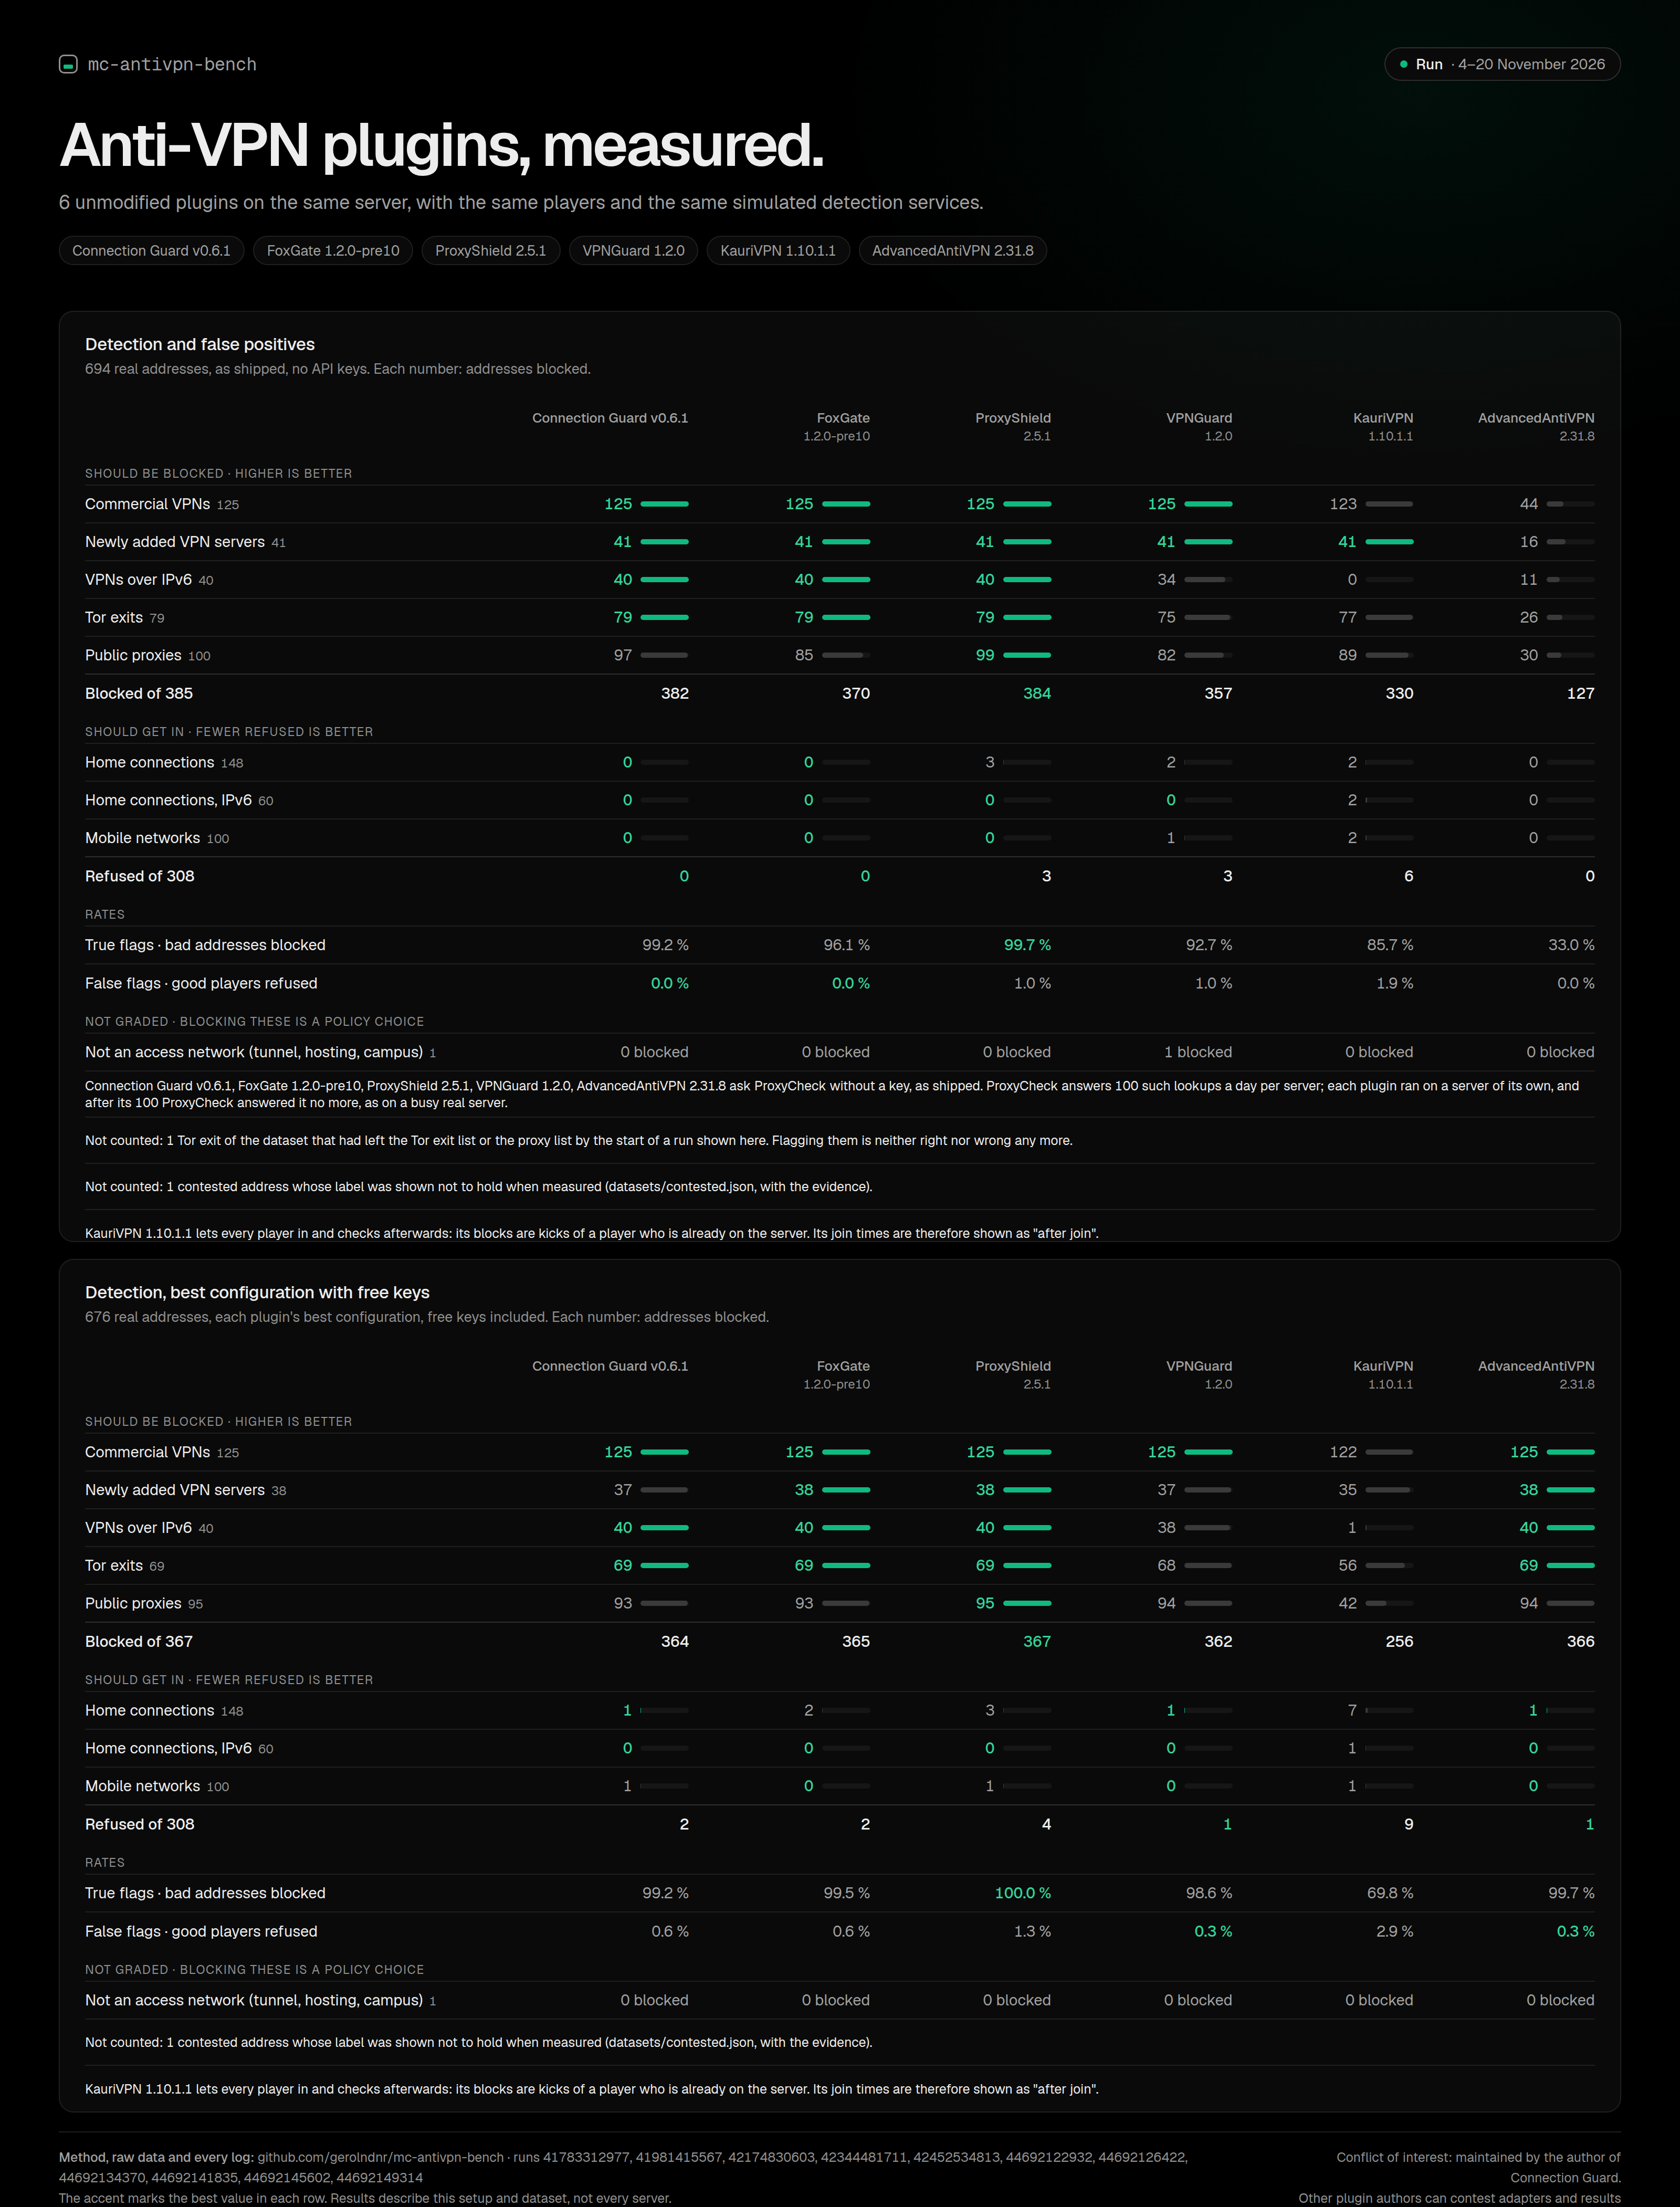 mc-antivpn-bench
Run · 4–20 November 2026
Anti-VPN plugins, measured.
6 unmodified plugins on the same server, with the same players and the same simulated detection services.
Connection Guard v0.6.1 FoxGate 1.2.0-pre10 ProxyShield 2.5.1 VPNGuard 1.2.0 KauriVPN 1.10.1.1 AdvancedAntiVPN 2.31.8
Detection and false positives
694 real addresses, as shipped, no API keys. Each number: addresses blocked.
Connection Guard v0.6.1 FoxGate ProxyShield VPNGuard KauriVPN AdvancedAntiVPN
1.2.0-pre10 2.5.1 1.2.0 1.10.1.1 2.31.8
SHOULD BE BLOCKED · HIGHER IS BETTER
Commercial VPNs 125 125 125 125 125 123 44
Newly added VPN servers 41 41 41 41 41 41 16
VPNs over IPv6 40 40 40 40 34 0 11
Tor exits 79 79 79 79 75 77 26
Public proxies 100 97 85 99 82 89 30
Blocked of 385 382 370 384 357 330 127
SHOULD GET IN · FEWER REFUSED IS BETTER
Home connections 148 0 0 3 2 2 0
Home connections, IPv6 60 0 0 0 0 2 0
Mobile networks 100 0 0 0 1 2 0
Refused of 308 0 0 3 3 6 0
RATES
True flags · bad addresses blocked 99.2 % 96.1 % 99.7 % 92.7 % 85.7 % 33.0 %
False flags · good players refused 0.0 % 0.0 % 1.0 % 1.0 % 1.9 % 0.0 %
NOT GRADED · BLOCKING THESE IS A POLICY CHOICE
Not an access network (tunnel, hosting, campus) 1 0 blocked 0 blocked 0 blocked 1 blocked 0 blocked 0 blocked
Connection Guard v0.6.1, FoxGate 1.2.0-pre10, ProxyShield 2.5.1, VPNGuard 1.2.0, AdvancedAntiVPN 2.31.8 ask ProxyCheck without a key, as shipped. ProxyCheck answers 100 such lookups a day per server; each plugin ran on a server of its own, and
after its 100 ProxyCheck answered it no more, as on a busy real server.
Not counted: 1 Tor exit of the dataset that had left the Tor exit list or the proxy list by the start of a run shown here. Flagging them is neither right nor wrong any more.
Not counted: 1 contested address whose label was shown not to hold when measured (datasets/contested.json, with the evidence).
KauriVPN 1.10.1.1 lets every player in and checks afterwards: its blocks are kicks of a player who is already on the server. Its join times are therefore shown as "after join".
Detection, best configuration with free keys
676 real addresses, each plugin's best configuration, free keys included. Each number: addresses blocked.
Connection Guard v0.6.1 FoxGate ProxyShield VPNGuard KauriVPN AdvancedAntiVPN
1.2.0-pre10 2.5.1 1.2.0 1.10.1.1 2.31.8
SHOULD BE BLOCKED · HIGHER IS BETTER
Commercial VPNs 125 125 125 125 125 122 125
Newly added VPN servers 38 37 38 38 37 35 38
VPNs over IPv6 40 40 40 40 38 1 40
Tor exits 69 69 69 69 68 56 69
Public proxies 95 93 93 95 94 42 94
Blocked of 367 364 365 367 362 256 366
SHOULD GET IN · FEWER REFUSED IS BETTER
Home connections 148 1 2 3 1 7 1
Home connections, IPv6 60 0 0 0 0 1 0
Mobile networks 100 1 0 1 0 1 0
Refused of 308 2 2 4 1 9 1
RATES
True flags · bad addresses blocked 99.2 % 99.5 % 100.0 % 98.6 % 69.8 % 99.7 %
False flags · good players refused 0.6 % 0.6 % 1.3 % 0.3 % 2.9 % 0.3 %
NOT GRADED · BLOCKING THESE IS A POLICY CHOICE
Not an access network (tunnel, hosting, campus) 1 0 blocked 0 blocked 0 blocked 0 blocked 0 blocked 0 blocked
Not counted: 1 contested address whose label was shown not to hold when measured (datasets/contested.json, with the evidence).
KauriVPN 1.10.1.1 lets every player in and checks afterwards: its blocks are kicks of a player who is already on the server. Its join times are therefore shown as "after join".
Method, raw data and every log: github.com/gerolndnr/mc-antivpn-bench · runs 41783312977, 41981415567, 42174830603, 42344481711, 42452534813, 44692122932, 44692126422,
44692134370, 44692141835, 44692145602, 44692149314
The accent marks the best value in each row. Results describe this setup and dataset, not every server.
Conflict of interest: maintained by the author of
Connection Guard.
Other plugin authors can contest adapters and results